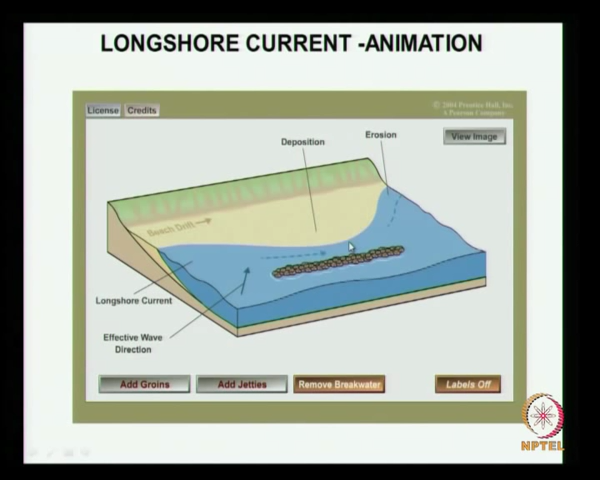 LONGSHORE CURRENT -ANIMATION
License Credits
© 2004 Prentice Hall, Inc.
A Pearson Company
View Image
Erosion
Deposition
Beach Drift
Longshore Current
Effective Wave
Direction
Add Groins
Add Jetties
Remove Breakwater
Labels Off
NPTEL